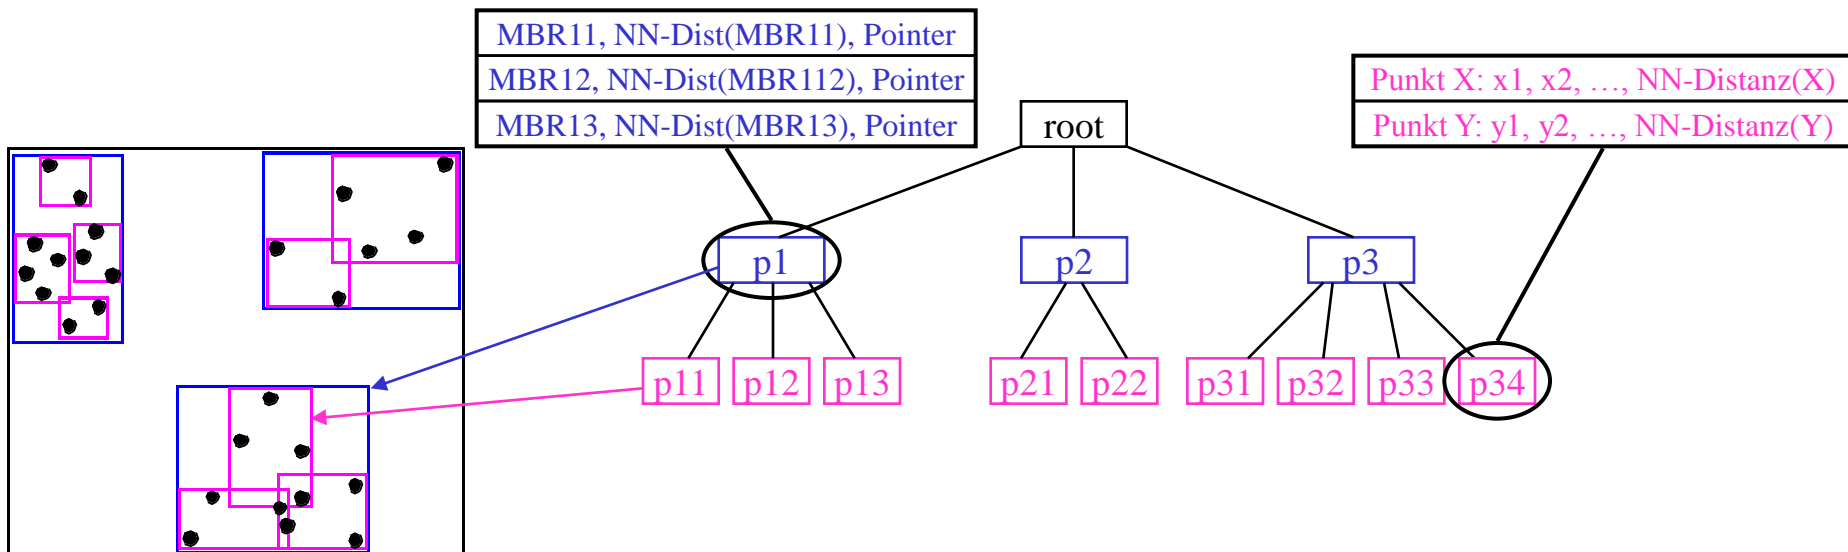 MBR11, NN-Dist(MBR11), Pointer
MBR12, NN-Dist(MBR112), Pointer
MBR13, NN-Dist(MBR13), Pointer
Punkt X: x1, x2, …, NN-Distanz(X)
Punkt Y: y1, y2, …, NN-Distanz(Y)
root
p1
p2
p3
p11
p12
p13
p21
p22
p31
p32
p33
p34